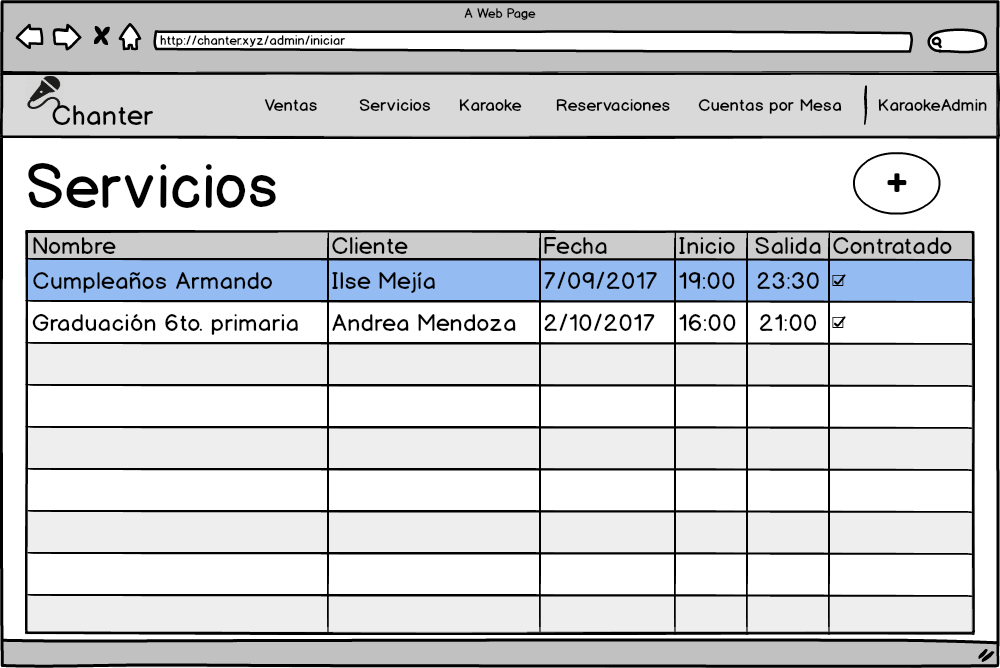 A Web Page
http://chanter.xyz/admin/iniciar
Chanter
Ventas Servicios Karaoke Reservaciones Cuentas por Mesa KaraokeAdmin
Servicios
+
Nombre Cliente Fecha Inicio Salida Contratado
Cumpleaños Armando Ilse Mejía 7/09/2017 19:00 23:30
Graduación 6to. primaria Andrea Mendoza 2/10/2017 16:00 21:00